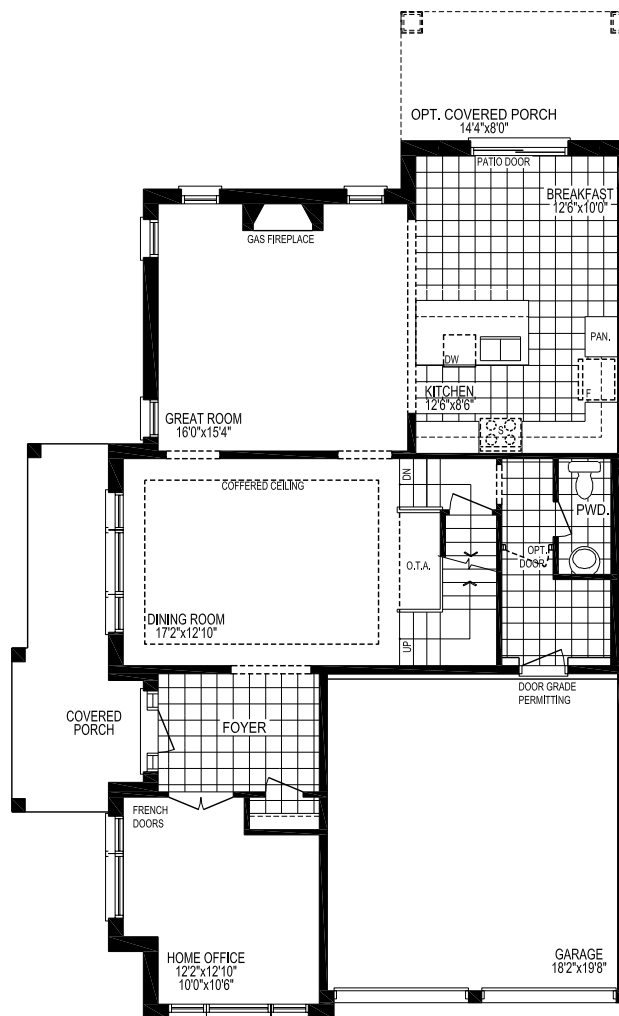 OPT. COVERED PORCH
14'4"x8'0"
PATIO DOOR
BREAKFAST
12'6"x10'0"
GAS FIREPLACE
PAN.
DW
KITCHEN
12'6"x8'6"
F
S
GREAT ROOM
16'0"x15'4"
DN
COFFERED CEILING
PWD.
OPT.
DOOR
O.T.A.
DINING ROOM
17'2"x12'10"
UP
DOOR GRADE
PERMITTING
COVERED
PORCH
FOYER
FRENCH
DOORS
HOME OFFICE
12'2"x12'10"
10'0"x10'6"
GARAGE
18'2"x19'8"